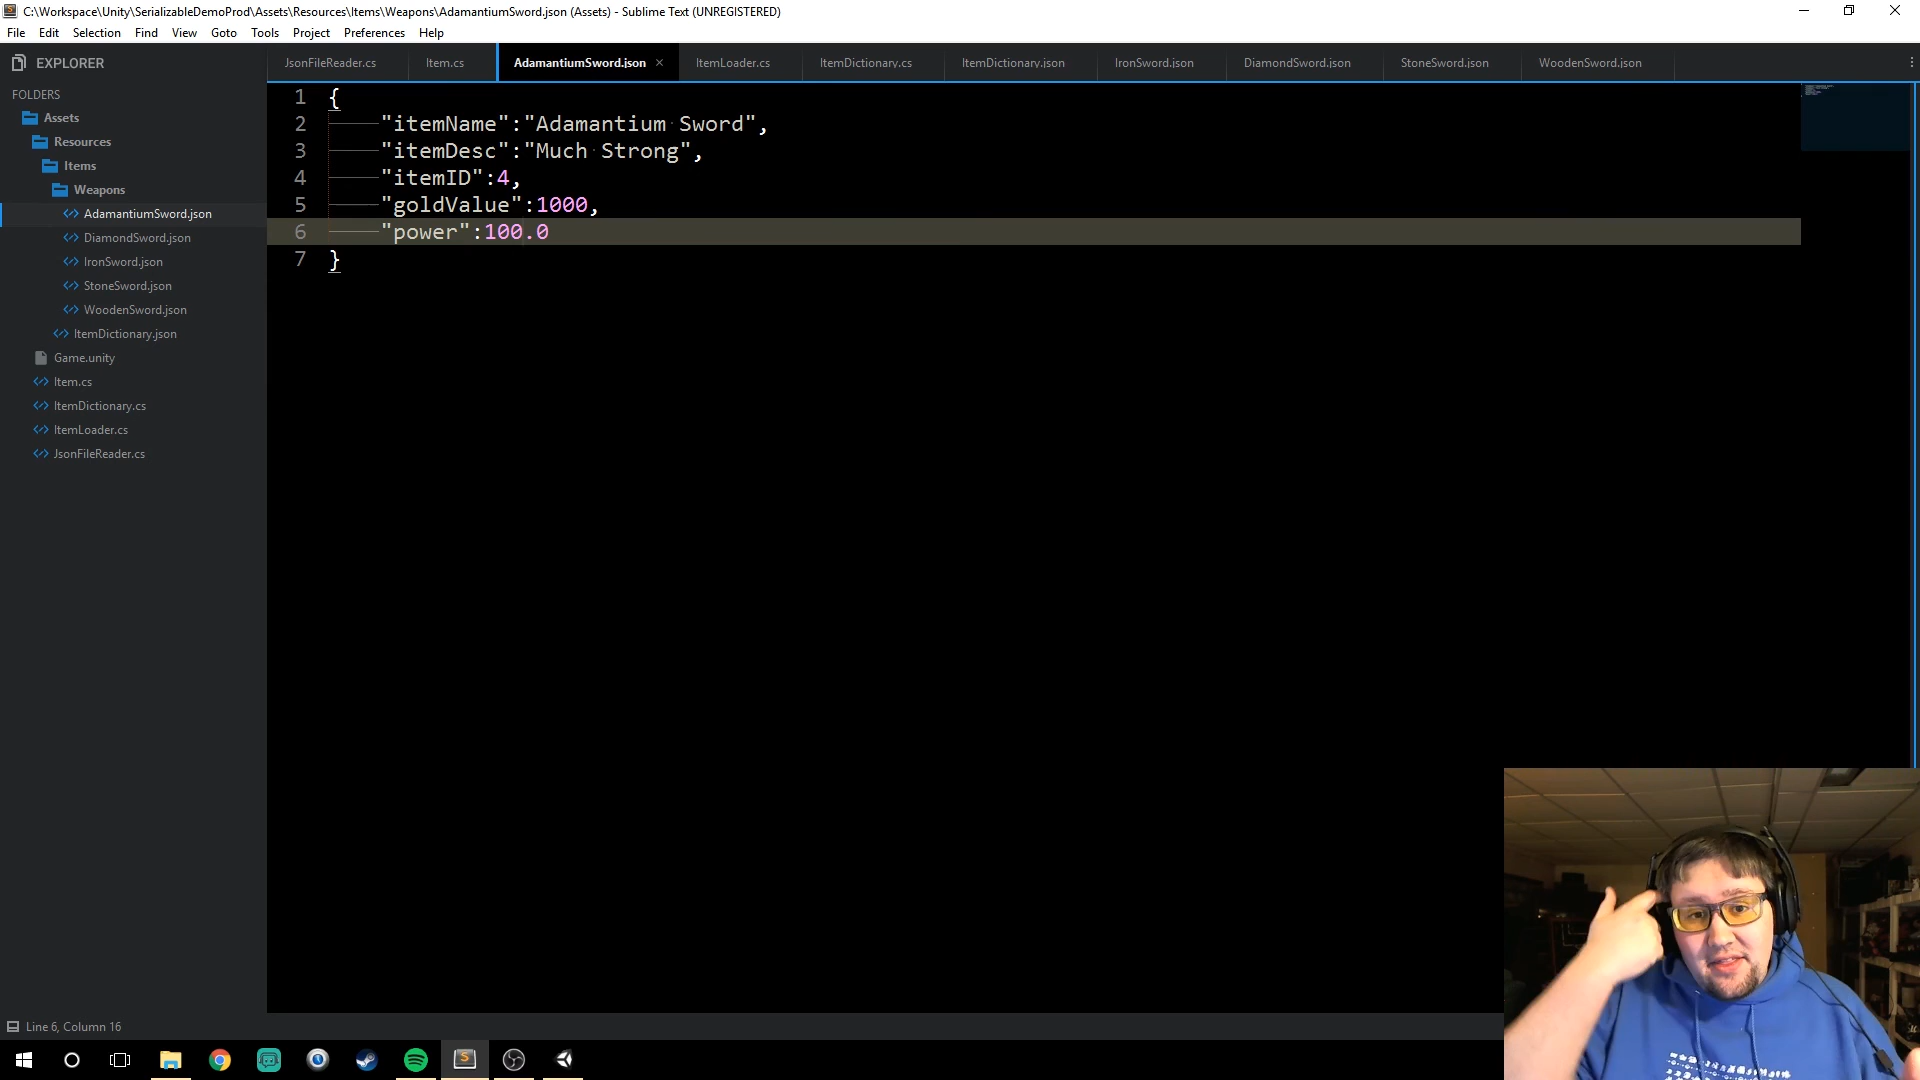 C:\Workspace\Unity\SerializableDemoProd\Assets\Resources\Items\Weapons\AdamantiumSword.json (Assets) - Sublime Text (UNREGISTERED)
File Edit Selection Find View Goto Tools Project Preferences Help
EXPLORER
JsonFileReader.cs Item.cs AdamantiumSword.json × ItemLoader.cs ItemDictionary.cs ItemDictionary.json IronSword.json DiamondSword.json StoneSword.json WoodenSword.json
FOLDERS
Assets
Resources
Items
Weapons
AdamantiumSword.json
DiamondSword.json
IronSword.json
StoneSword.json
WoodenSword.json
ItemDictionary.json
Game.unity
Item.cs
ItemDictionary.cs
ItemLoader.cs
JsonFileReader.cs
1 {
2 "itemName":"Adamantium Sword",
3 "itemDesc":"Much Strong",
4 "itemID":4,
5 "goldValue":1000,
6 "power":100.0
7 }
Line 6, Column 16